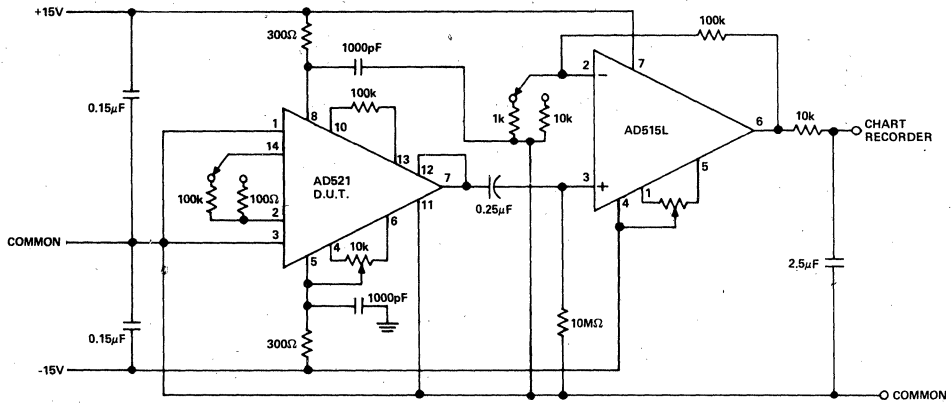 +15V
300Ω
1000pF
100k
0.15µF
100k
2
7
1
8
10
1k
10k
AD515L
6
10k
CHART
RECORDER
14
13
12
5
100k
100Ω
AD521
D.U.T.
7
3
0.25µF
1
4
2
11
6
COMMON
3
4
10k
5
2.5µF
1000pF
10MΩ
0.15µF
300Ω
-15V
COMMON
−
+